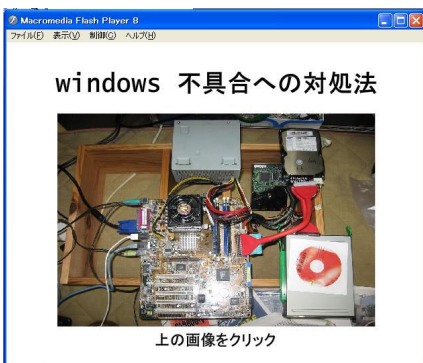 Macromedia Flash Player 8
ファイル(F) 表示(V) 制御(C) ヘルプ(H)
windows 不具合への対処法
上の画像をクリック